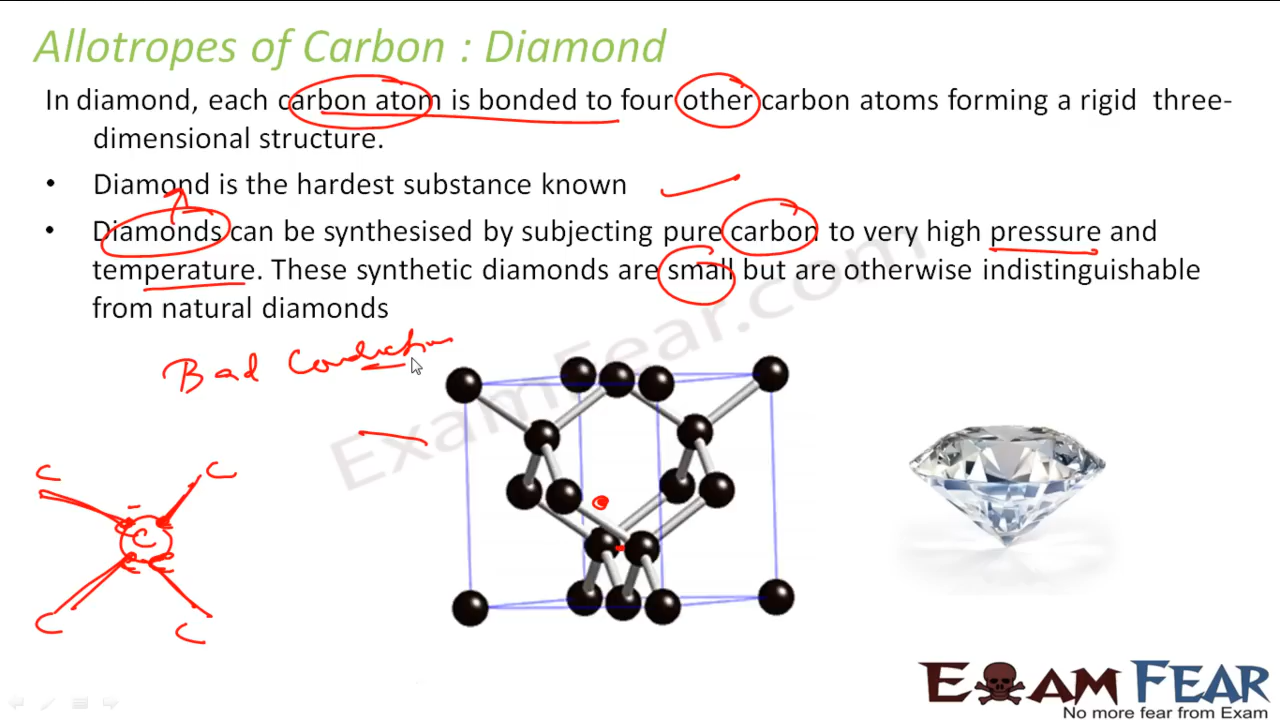 Allotropes of Carbon : Diamond
In diamond, each carbon atom is bonded to four other carbon atoms forming a rigid three-
dimensional structure.
• Diamond is the hardest substance known
• Diamonds can be synthesised by subjecting pure carbon to very high pressure and
temperature. These synthetic diamonds are small but are otherwise indistinguishable
from natural diamonds
Bad Conduction
ExamFear.com
C C
C
C C
EXAM FEAR
No more fear from Exam